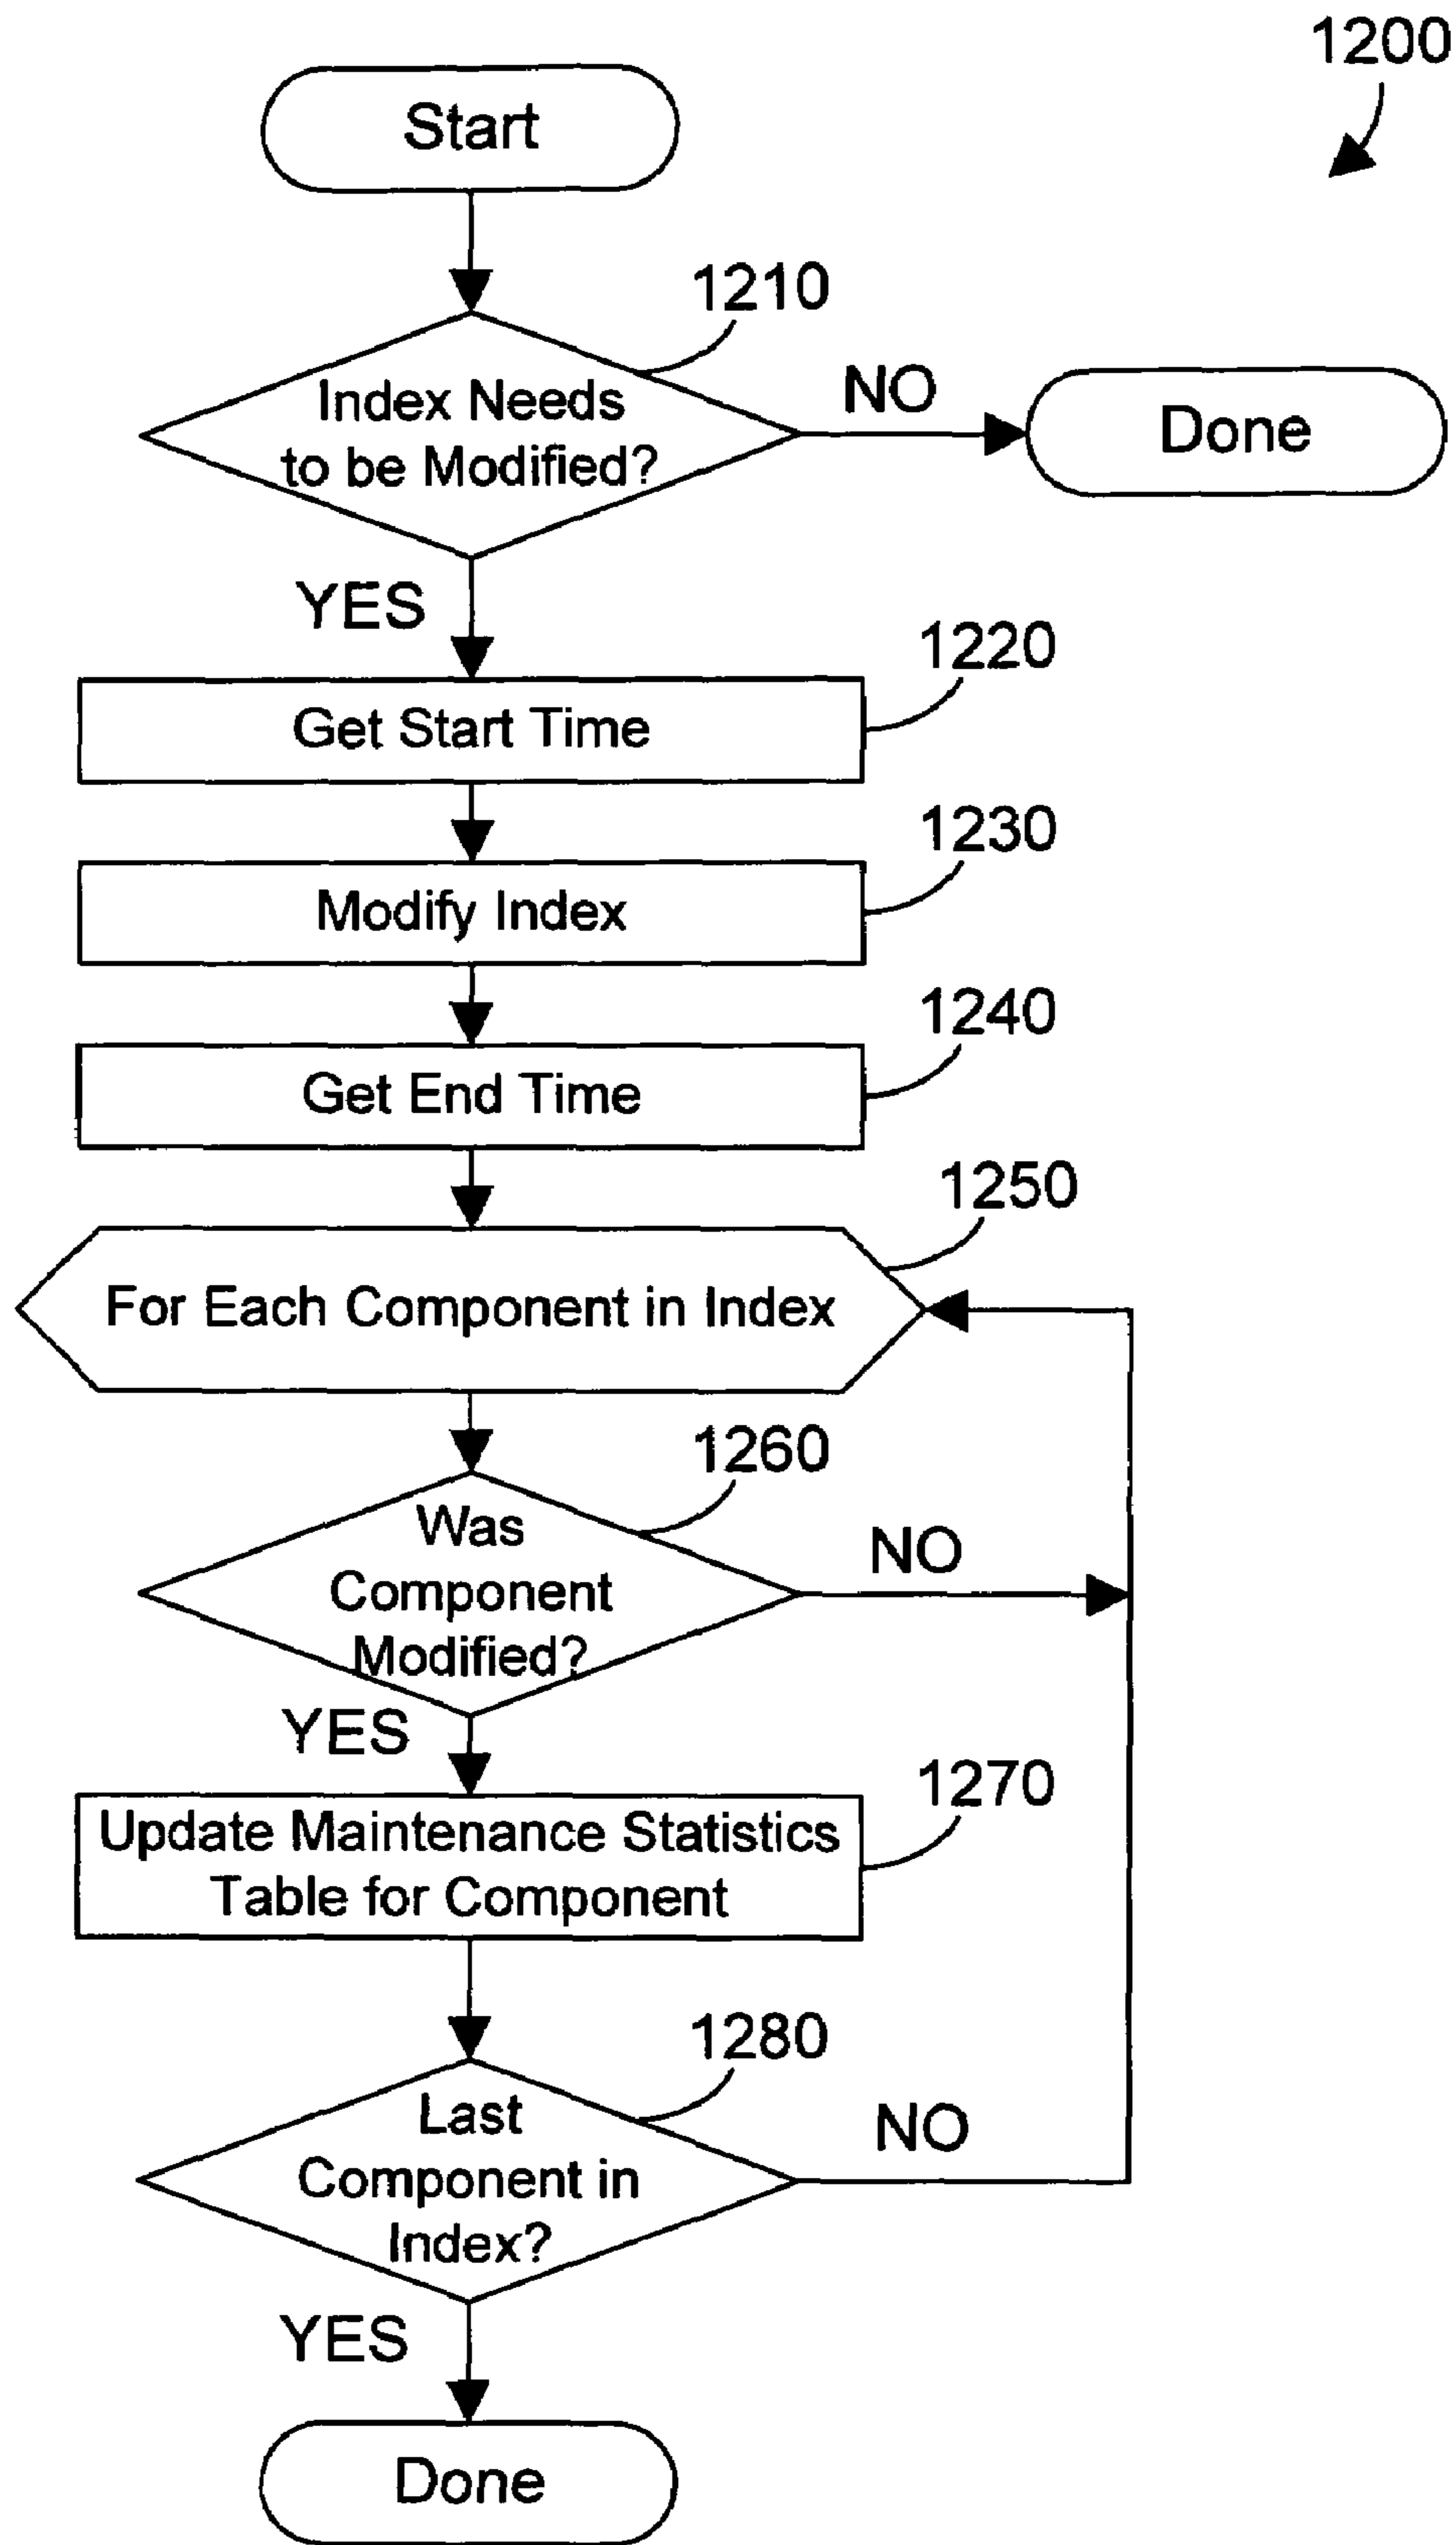 1200
Start
1210
Index Needs
to be Modified?
NO
Done
YES
1220
Get Start Time
1230
Modify Index
1240
Get End Time
1250
For Each Component in Index
1260
Was
Component
Modified?
NO
YES
1270
Update Maintenance Statistics
Table for Component
1280
Last
Component in
Index?
NO
YES
Done